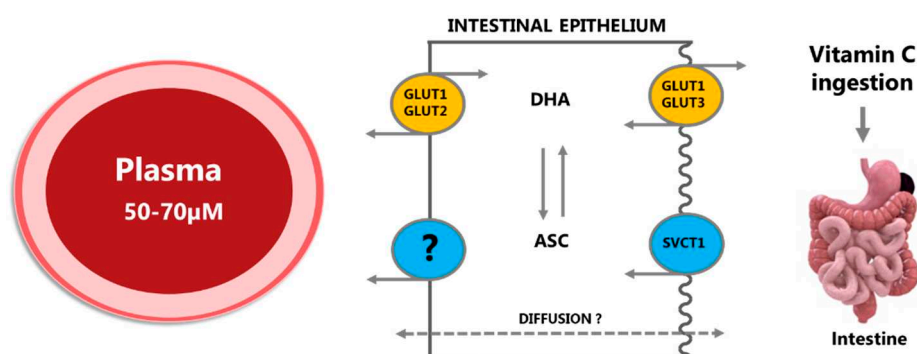 INTESTINAL EPITHELIUM
Plasma
50-70µM
GLUT1
GLUT2
DHA
GLUT1
GLUT3
?
ASC
SVCT1
DIFFUSION ?
Vitamin C
ingestion
Intestine